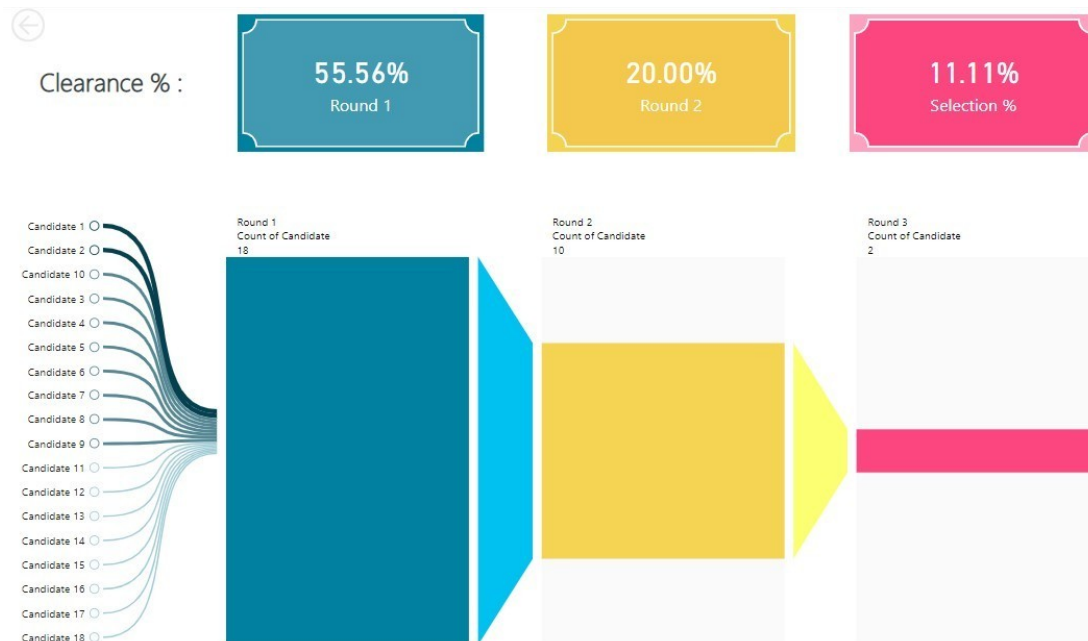 Clearance % :
55.56%
Round 1
20.00%
Round 2
11.11%
Selection %
Candidate 1
Candidate 2
Candidate 10
Candidate 3
Candidate 4
Candidate 5
Candidate 6
Candidate 7
Candidate 8
Candidate 9
Candidate 11
Candidate 12
Candidate 13
Candidate 14
Candidate 15
Candidate 16
Candidate 17
Candidate 18
Round 1
Count of Candidate
18
Round 2
Count of Candidate
10
Round 3
Count of Candidate
2